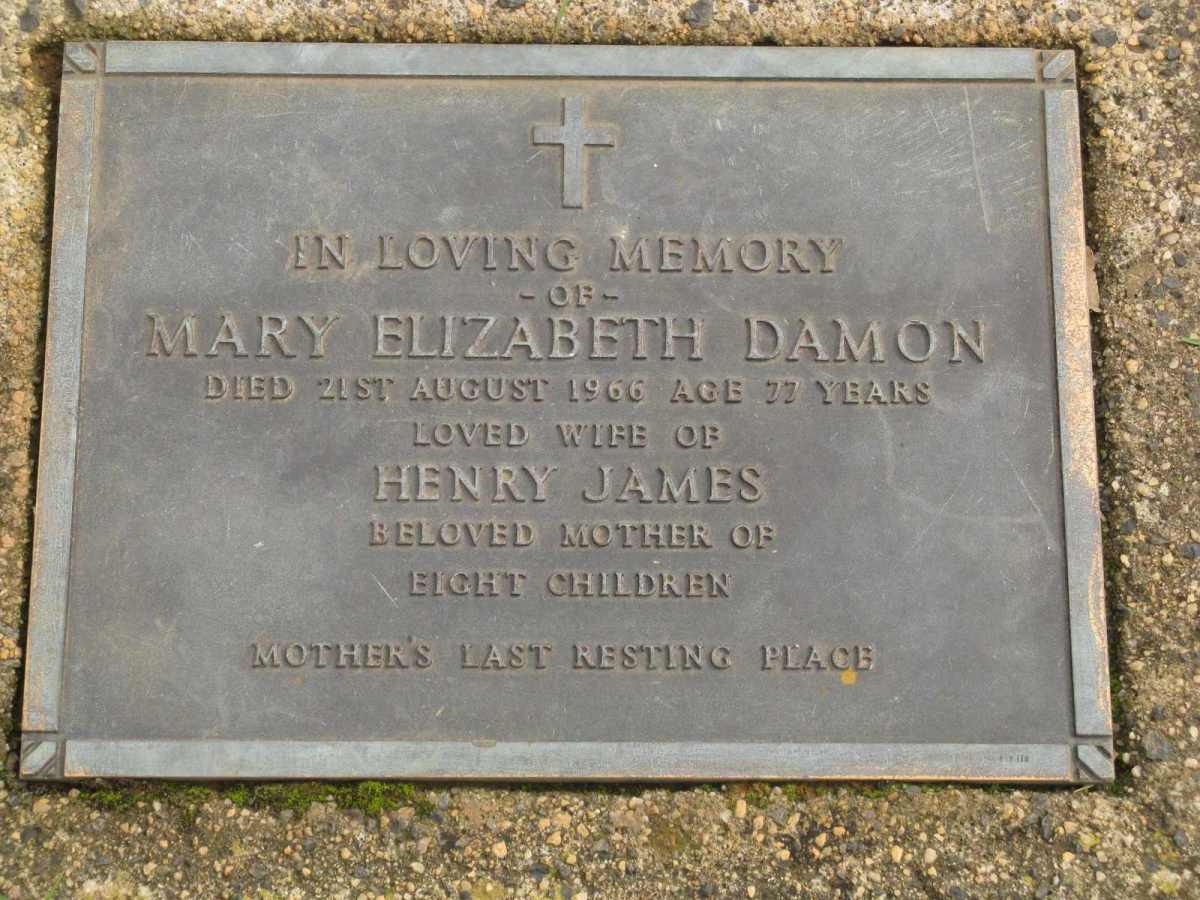 IN LOVING MEMORY
- OF -
MARY ELIZABETH DAMON
DIED 21ST AUGUST 1966 AGE 77 YEARS
LOVED WIFE OF
HENRY JAMES
BELOVED MOTHER OF
EIGHT CHILDREN
MOTHER'S LAST RESTING PLACE